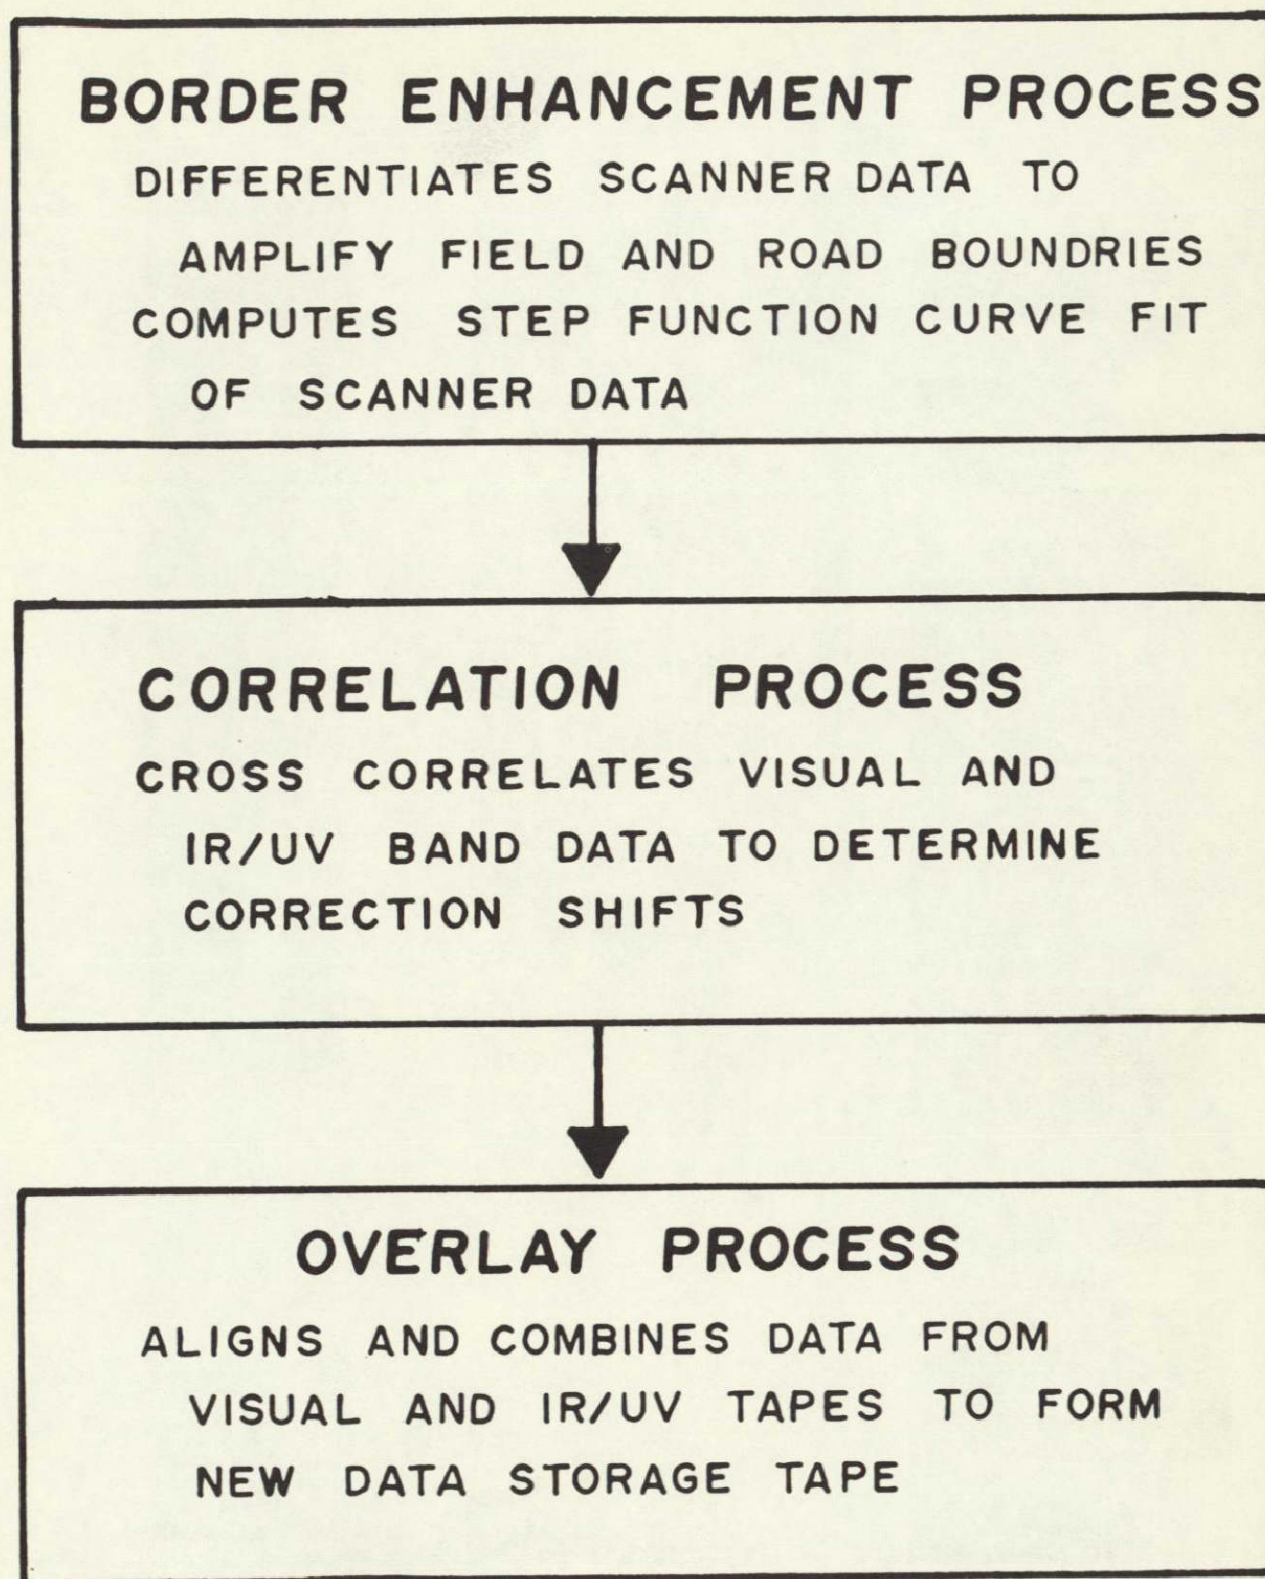 BORDER ENHANCEMENT PROCESS
DIFFERENTIATES SCANNER DATA TO
AMPLIFY FIELD AND ROAD BOUNDRIES
COMPUTES STEP FUNCTION CURVE FIT
OF SCANNER DATA
CORRELATION PROCESS
CROSS CORRELATES VISUAL AND
IR/UV BAND DATA TO DETERMINE
CORRECTION SHIFTS
OVERLAY PROCESS
ALIGNS AND COMBINES DATA FROM
VISUAL AND IR/UV TAPES TO FORM
NEW DATA STORAGE TAPE